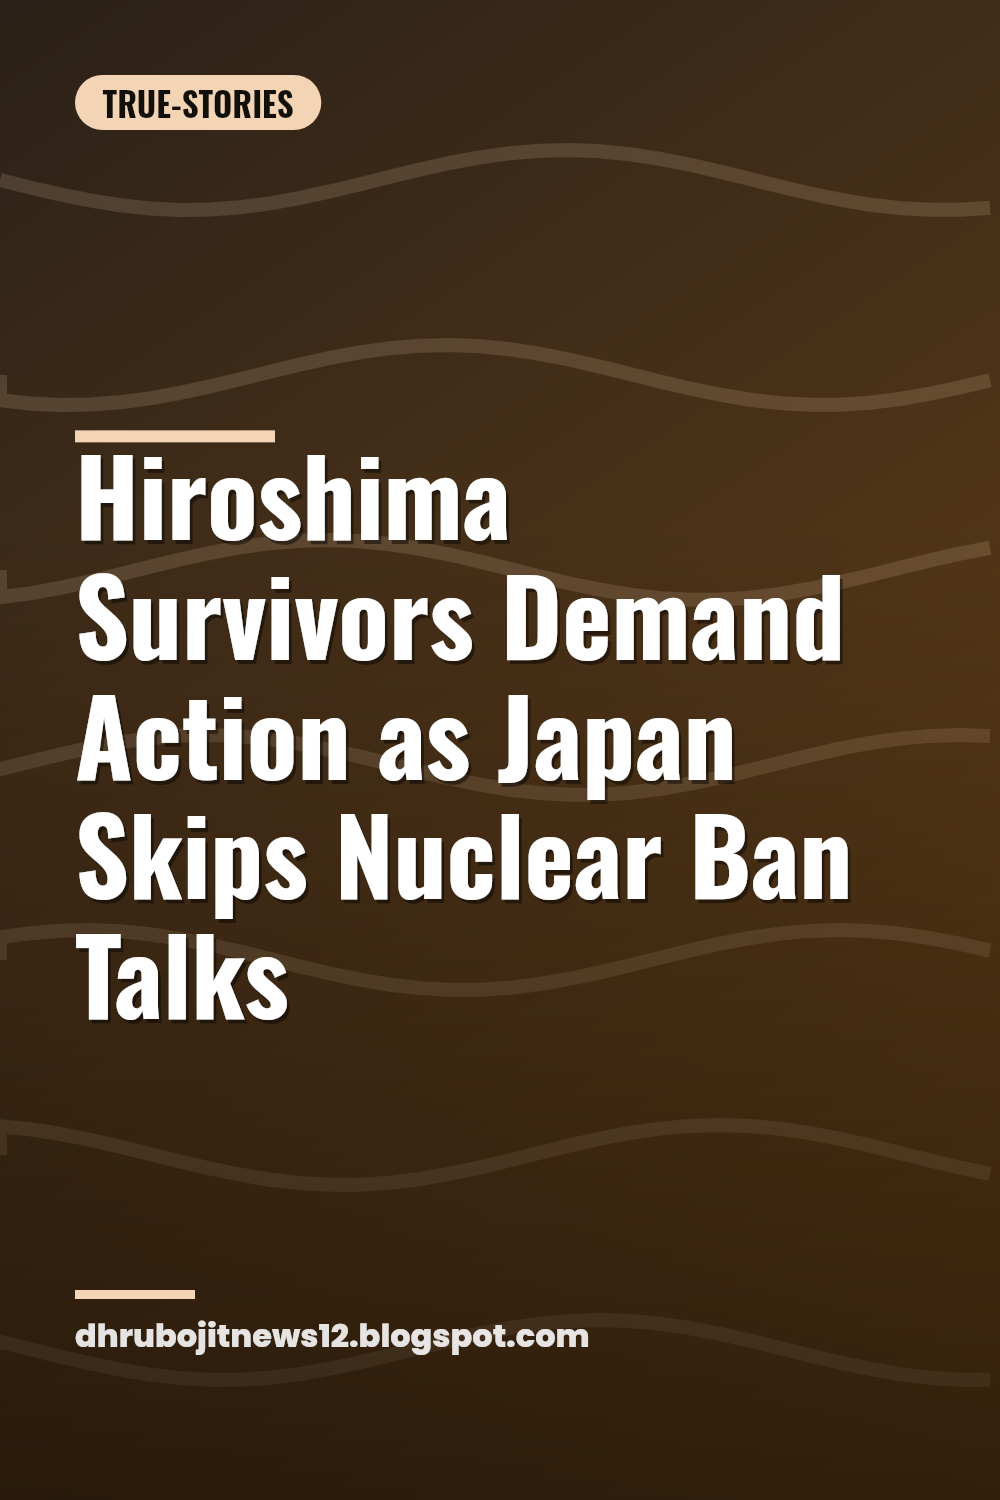 TRUE-STORIES
Hiroshima
Survivors Demand
Action as Japan
Skips Nuclear Ban
Talks
dhrubojitnews12.blogspot.com